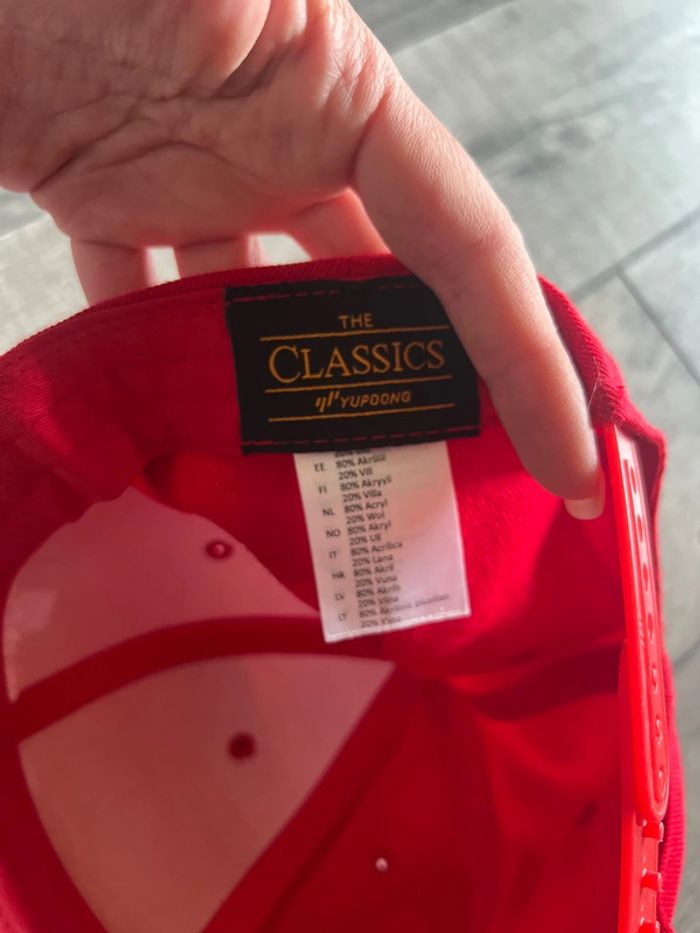 THE
CLASSICS
YUPOONG
EE 80% Akrüül
20% Vill
FI 80% Akryyli
20% Villa
NL 80% Acryl
20% Wol
NO 80% Akryl
20% Ull
IT 80% Acrilica
20% Lana
HR 80% Akril
20% Vuna
LV 80% Akrils
20% Vilna
LT 80% Akrilinis pluoštas
20%